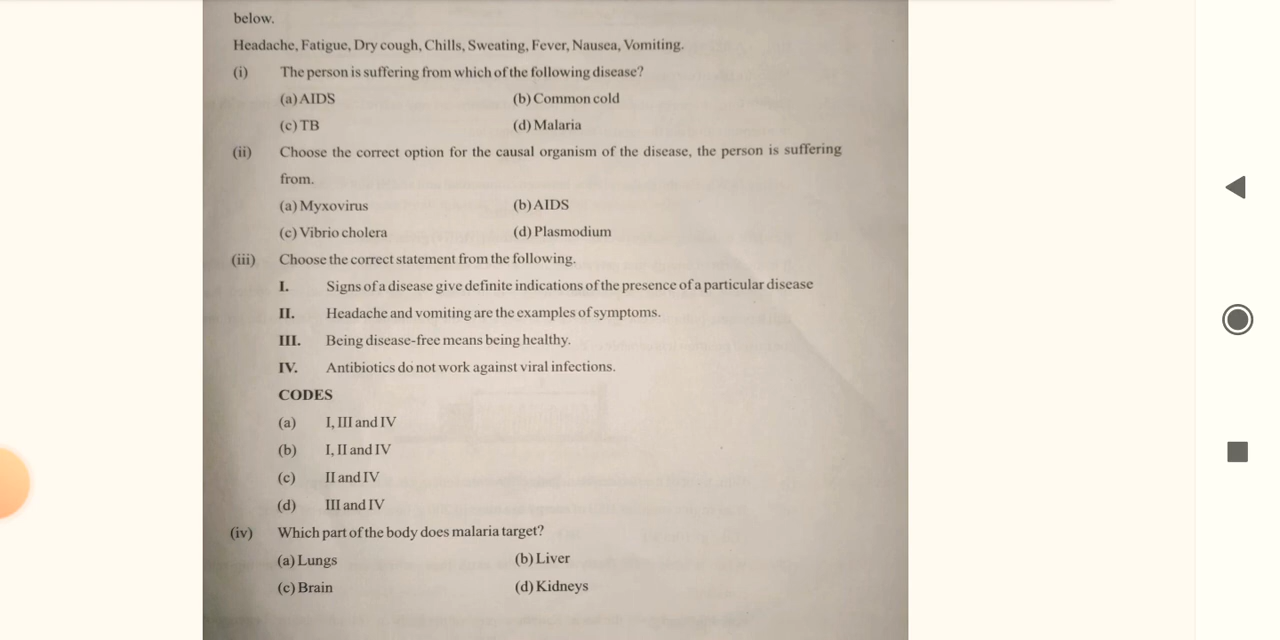 below.
Headache, Fatigue, Dry cough, Chills, Sweating, Fever, Nausea, Vomiting.
(i) The person is suffering from which of the following disease?
(a) AIDS (b) Common cold
(c) TB (d) Malaria
(ii) Choose the correct option for the causal organism of the disease, the person is suffering
from.
(a) Myxovirus (b) AIDS
(c) Vibrio cholera (d) Plasmodium
(iii) Choose the correct statement from the following.
I. Signs of a disease give definite indications of the presence of a particular disease
II. Headache and vomiting are the examples of symptoms.
III. Being disease-free means being healthy.
IV. Antibiotics do not work against viral infections.
CODES
(a) I, III and IV
(b) I, II and IV
(c) II and IV
(d) III and IV
(iv) Which part of the body does malaria target?
(a) Lungs (b) Liver
(c) Brain (d) Kidneys